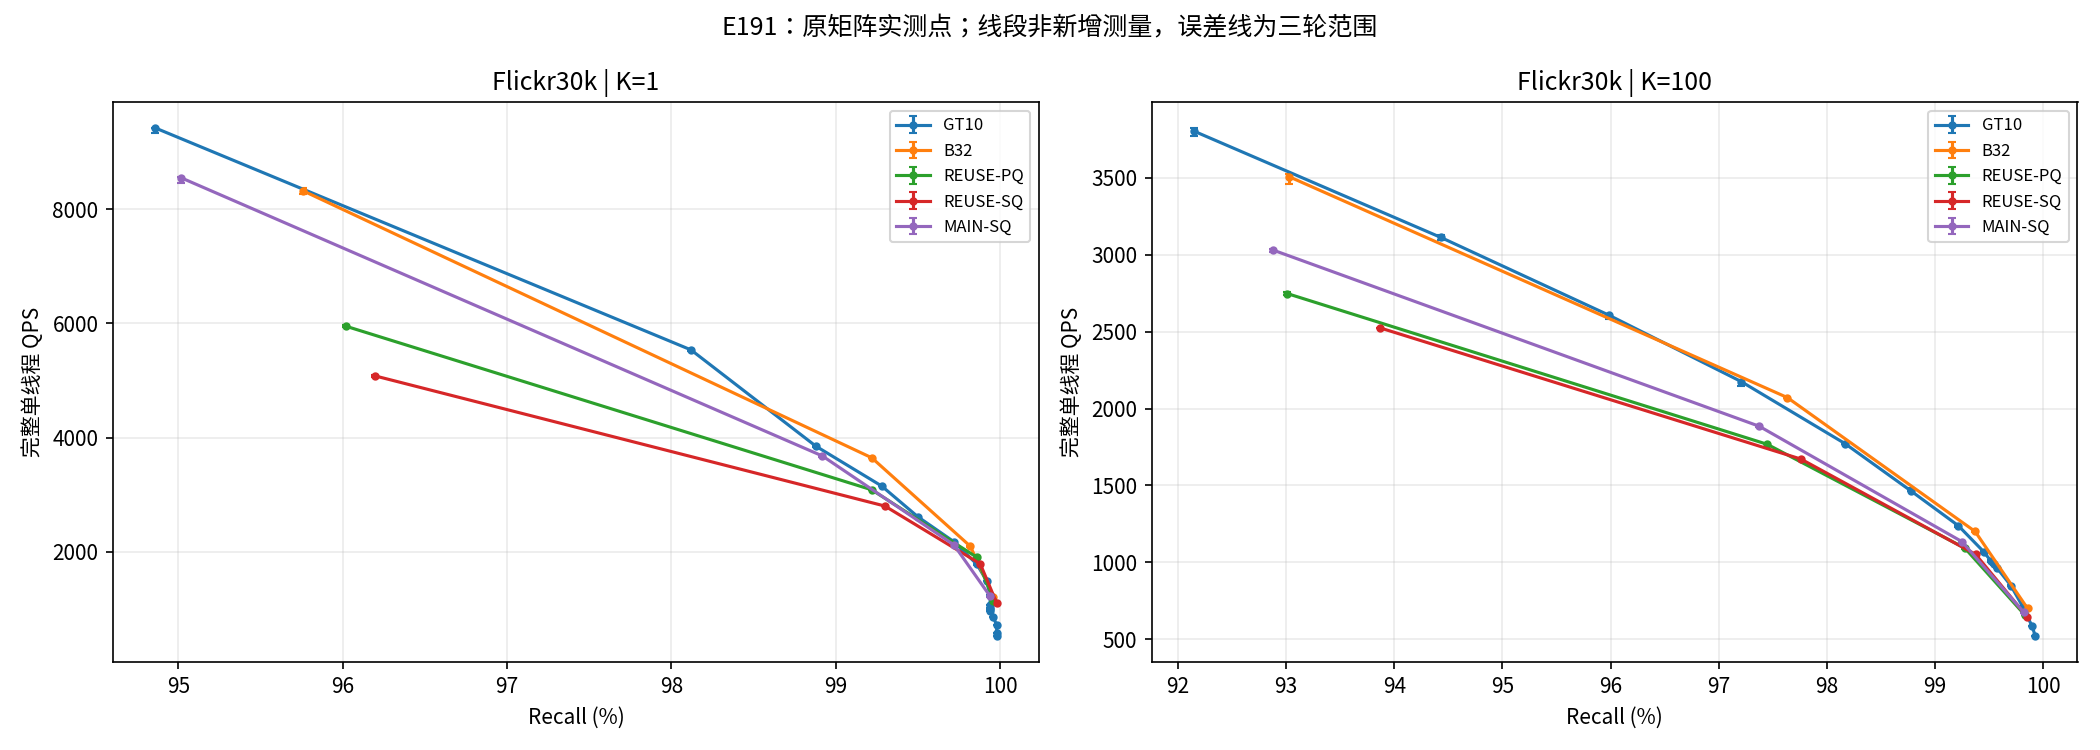 E191：原矩阵实测点；线段非新增测量，误差线为三轮范围
Flickr30k | K=1
完整单线程 QPS
8000
6000
4000
2000
95 96 97 98 99 100
Recall (%)
GT10
B32
REUSE-PQ
REUSE-SQ
MAIN-SQ
Flickr30k | K=100
完整单线程 QPS
3500
3000
2500
2000
1500
1000
500
92 93 94 95 96 97 98 99 100
Recall (%)
GT10
B32
REUSE-PQ
REUSE-SQ
MAIN-SQ